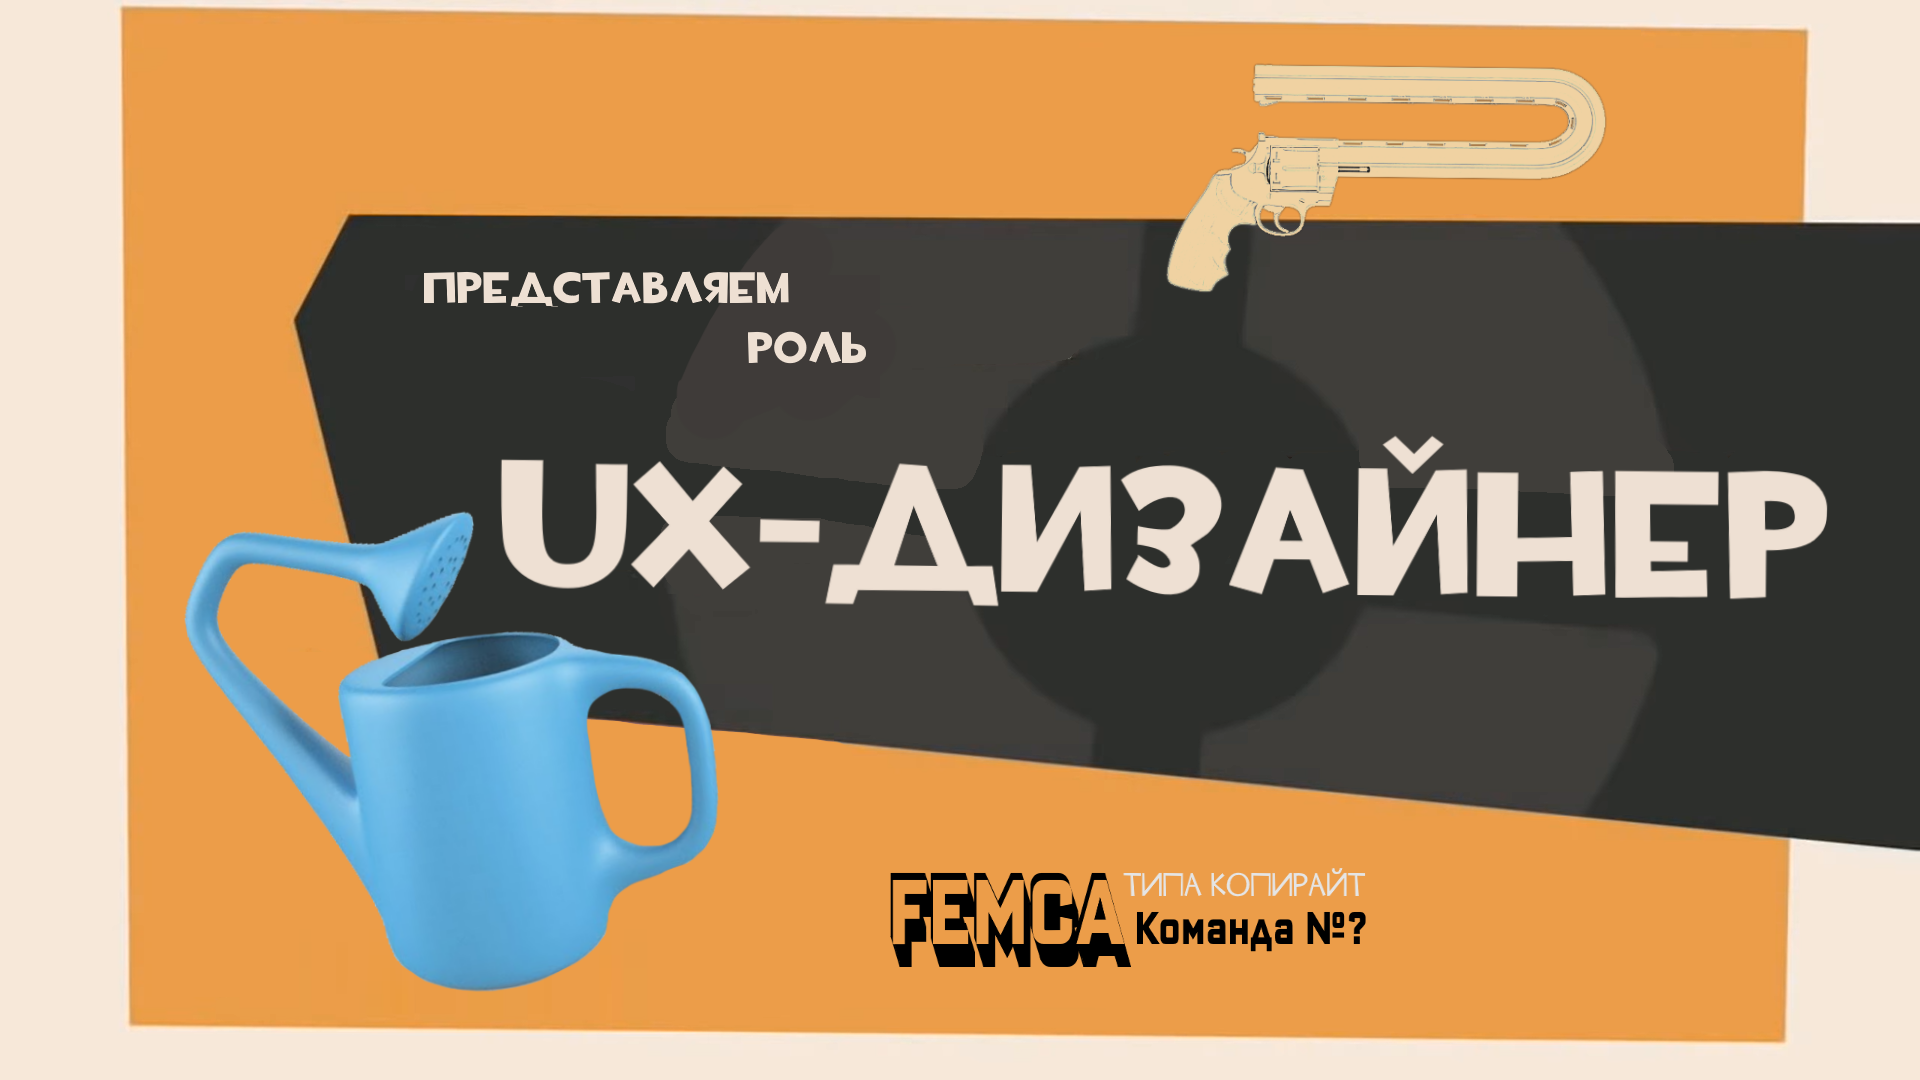 ПРЕДСТАВЛЯЕМ
РОЛЬ
UX-ДИЗАЙНЕР
FEMCA
ТИПА КОПИРАЙТ
Команда №?